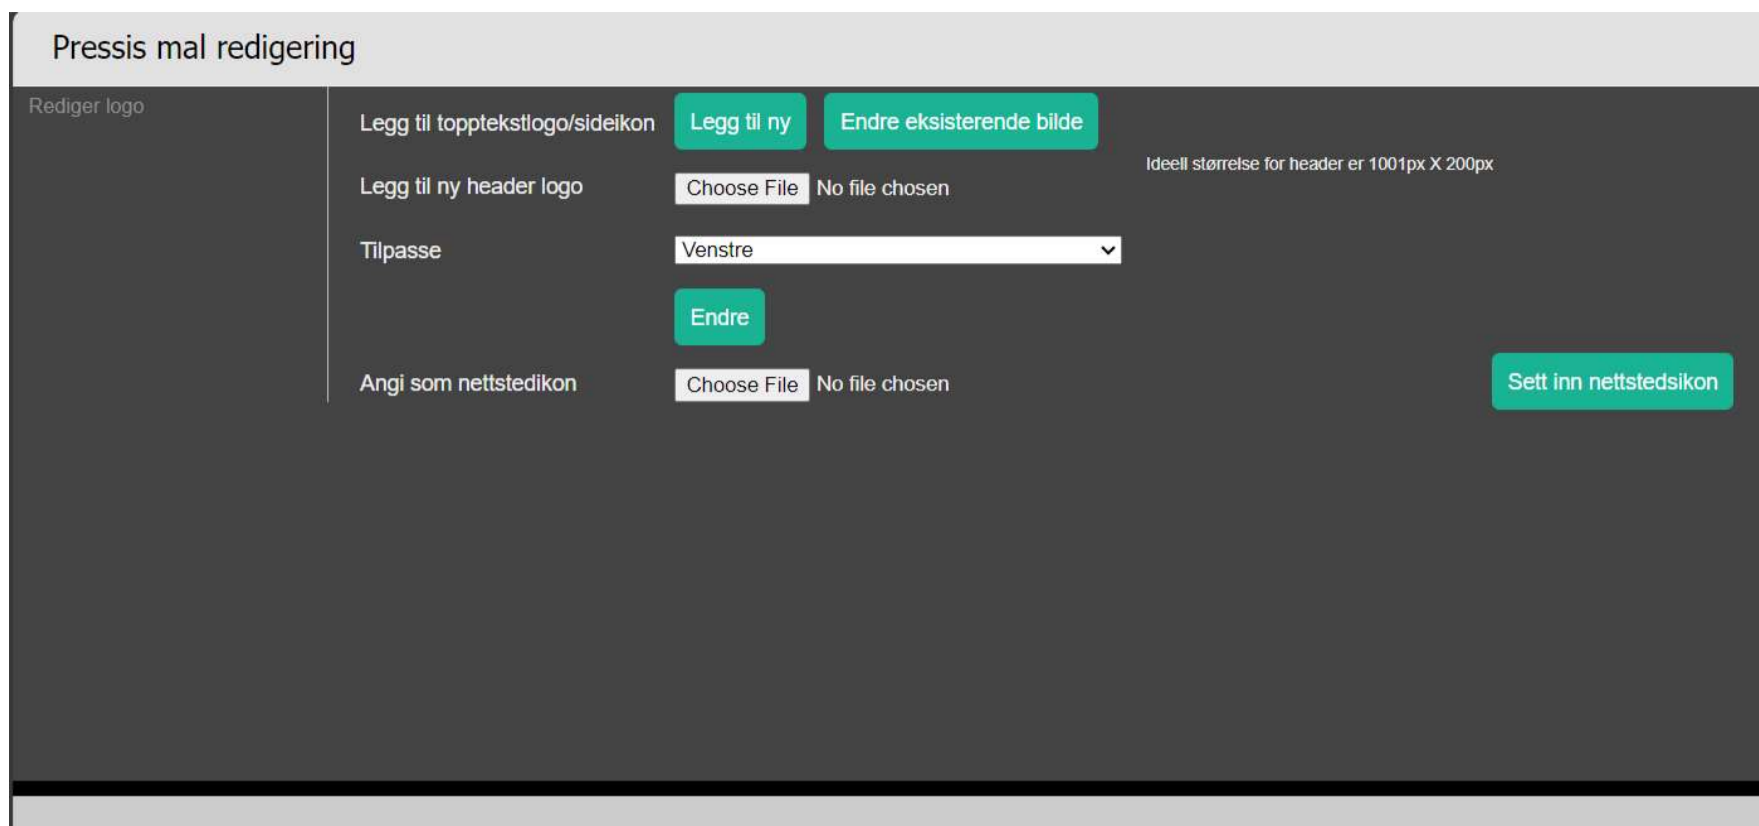 Pressis mal redigering
Rediger logo
Legg til topptekstlogo/sideikon Legg til ny Endre eksisterende bilde
Ideell størrelse for header er 1001px X 200px
Legg til ny header logo Choose File No file chosen
Tilpasse Venstre
Endre
Angi som nettstedikon Choose File No file chosen Sett inn nettstedsikon